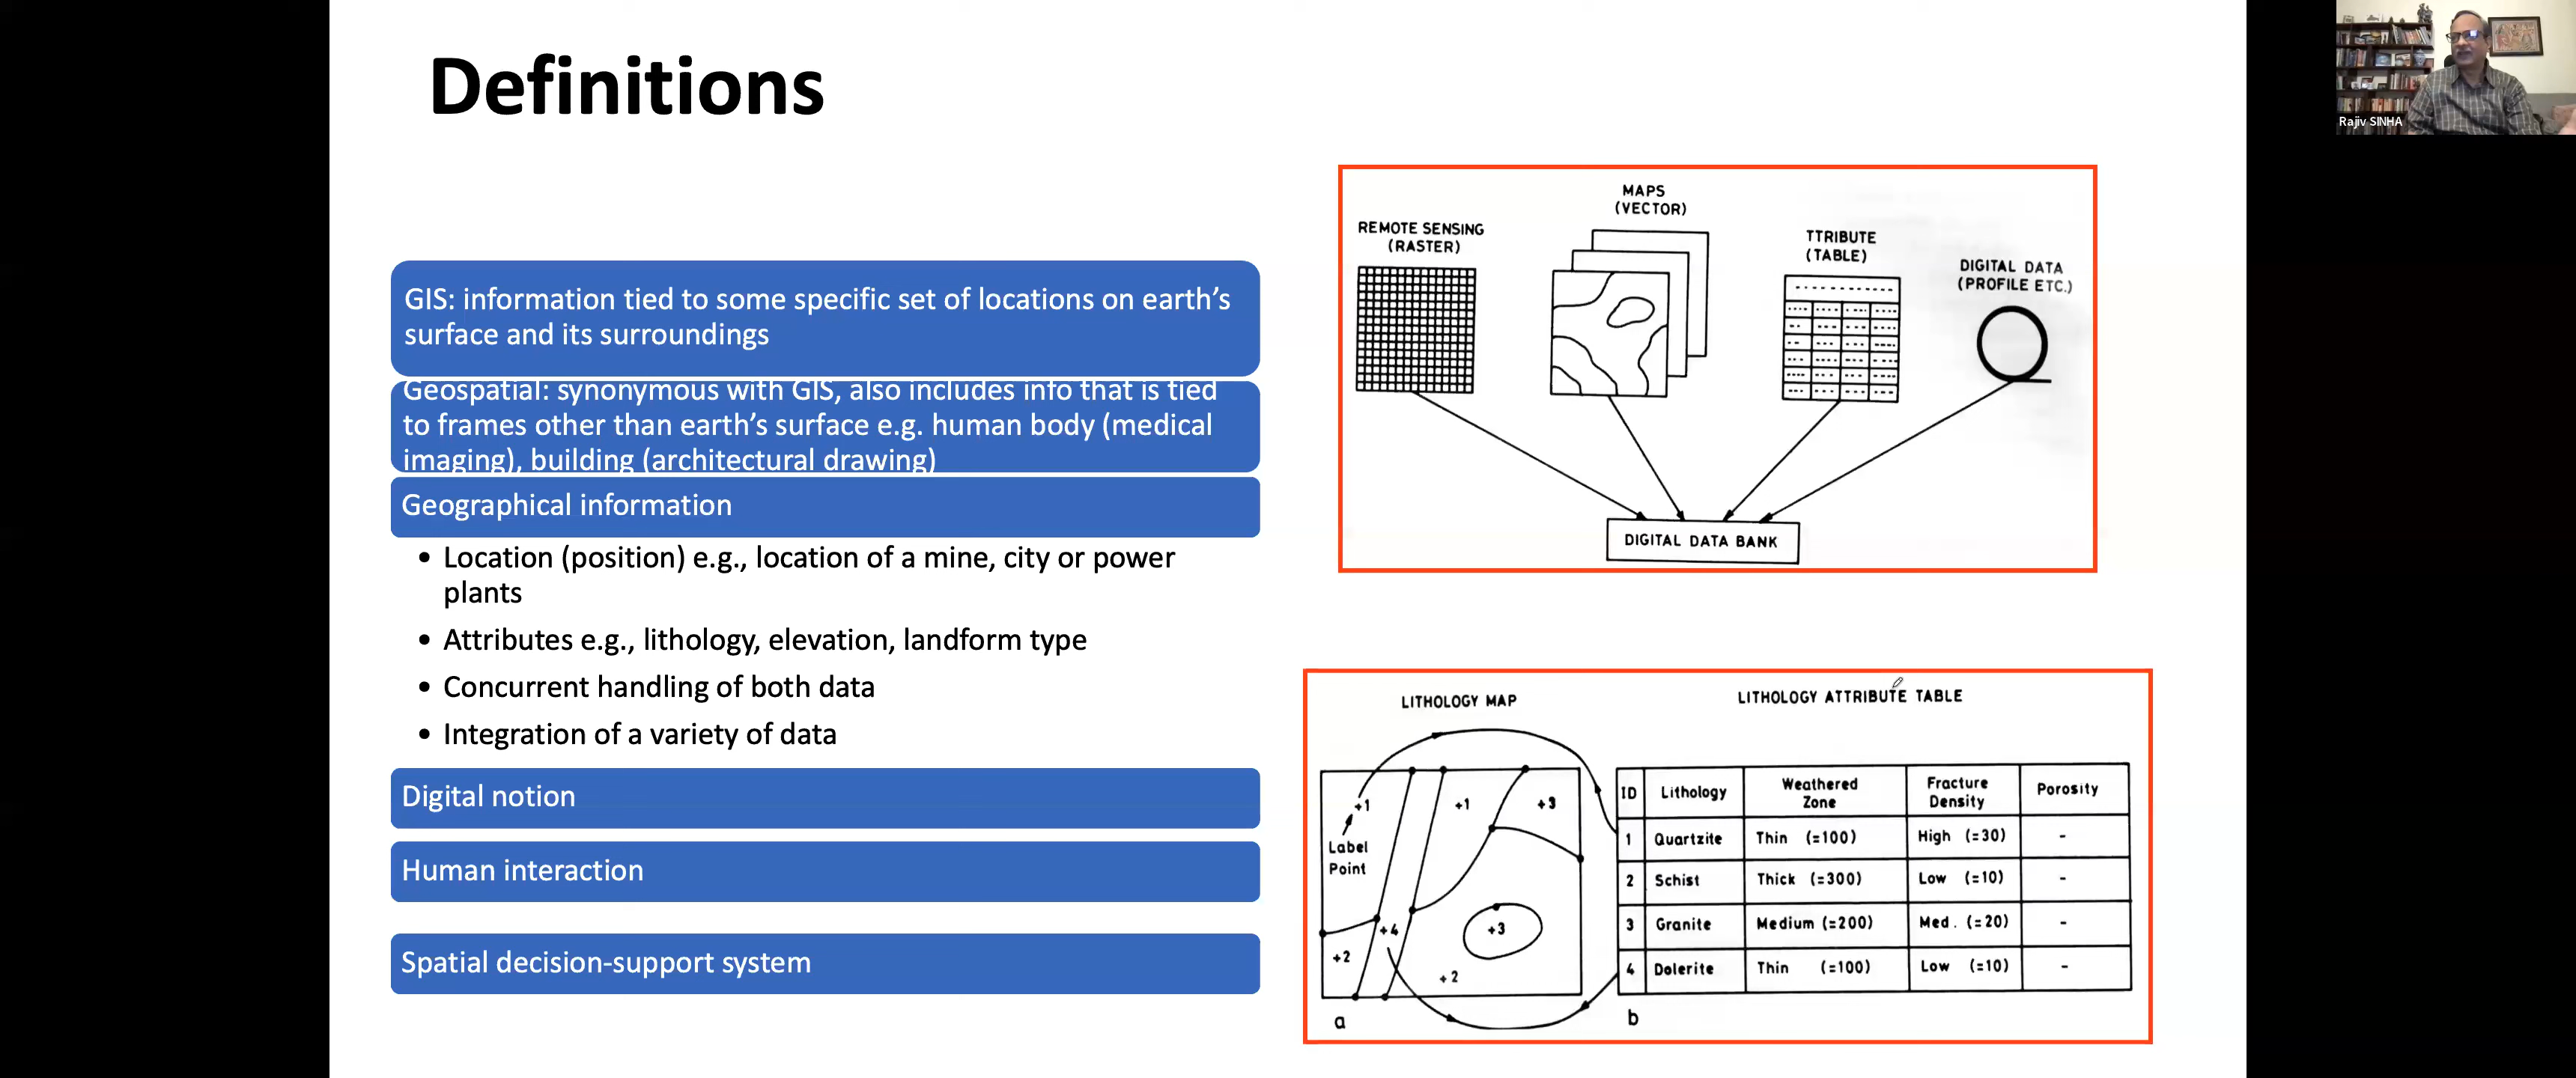 Definitions
Rajiv SINHA
GIS: information tied to some specific set of locations on earth's
surface and its surroundings
Geospatial: synonymous with GIS, also includes info that is tied
to frames other than earth's surface e.g. human body (medical
imaging), building (architectural drawing)
Geographical information
• Location (position) e.g., location of a mine, city or power
plants
• Attributes e.g., lithology, elevation, landform type
• Concurrent handling of both data
• Integration of a variety of data
Digital notion
Human interaction
Spatial decision-support system
REMOTE SENSING
(RASTER)
MAPS
(VECTOR)
TTRIBUTE
(TABLE)
DIGITAL DATA
(PROFILE ETC.)
DIGITAL DATA BANK
LITHOLOGY MAP
+1
+1
+3
Label
Point
+4
+3
+2
+2
a
LITHOLOGY ATTRIBUTE TABLE
ID Lithology Weathered Zone Fracture Density Porosity
1 Quartzite Thin (=100) High (=30) -
2 Schist Thick (=300) Low (=10) -
3 Granite Medium (=200) Med. (=20) -
4 Dolerite Thin (=100) Low (=10) -
b